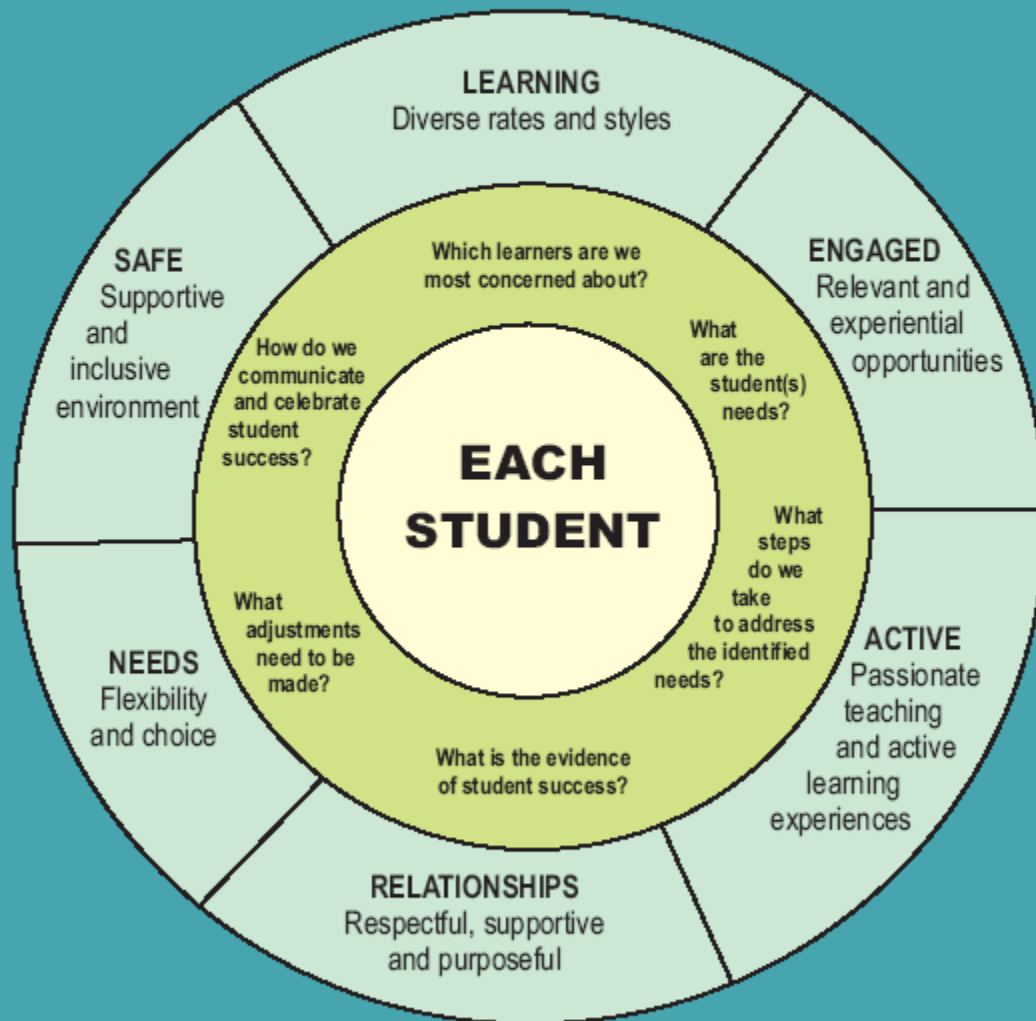 LEARNING
Diverse rates and styles
ENGAGED
Relevant and
experiential
opportunities
ACTIVE
Passionate
teaching
and active
learning
experiences
RELATIONSHIPS
Respectful, supportive
and purposeful
NEEDS
Flexibility
and choice
SAFE
Supportive
and
inclusive
environment
Which learners are we
most concerned about?
What
are the
student(s)
needs?
What
steps
do we
take
to address
the identified
needs?
What is the evidence
of student success?
What
adjustments
need to be
made?
How do we
communicate
and celebrate
student
success?
EACH
STUDENT